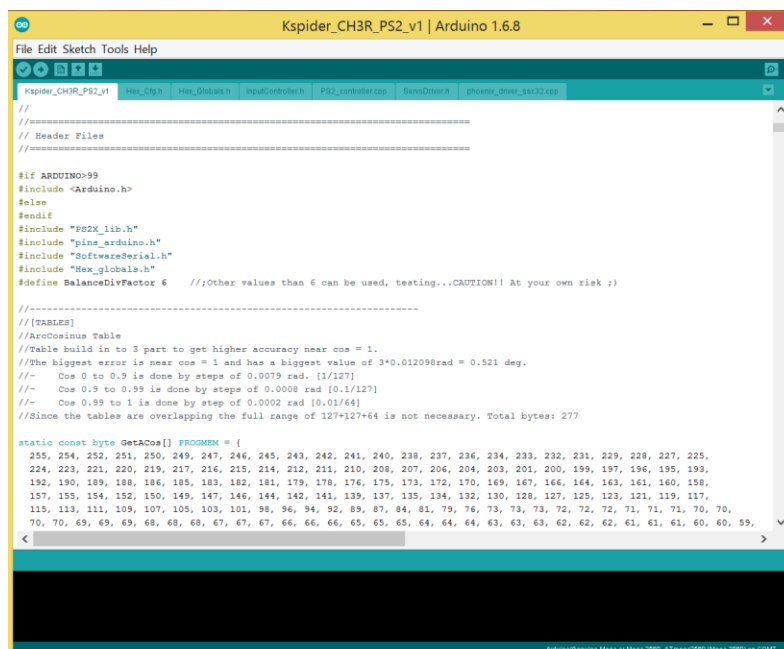 Kspider_CH3R_PS2_v1 | Arduino 1.6.8
File Edit Sketch Tools Help
Kspider_CH3R_PS2_v1 Hex_Cfg.h Hex_Globals.h InputController.h PS2_controller.cpp ServoDriver.h phoenix_driver_ssc32.cpp
//
//=========================================================================
// Header Files
//=========================================================================
#if ARDUINO>99
#include <Arduino.h>
#else
#endif
#include "PS2X_lib.h"
#include "pins_arduino.h"
#include "SoftwareSerial.h"
#include "Hex_globals.h"
#define BalanceDivFactor 6 //;Other values than 6 can be used, testing...CAUTION!! At your own risk ;)
//--------------------------------------------------------------------
//[TABLES]
//ArcCosinus Table
//Table build in to 3 part to get higher accuracy near cos = 1.
//The biggest error is near cos = 1 and has a biggest value of 3*0.012098rad = 0.521 deg.
//- Cos 0 to 0.9 is done by steps of 0.0079 rad. [1/127]
//- Cos 0.9 to 0.99 is done by steps of 0.0008 rad [0.1/127]
//- Cos 0.99 to 1 is done by step of 0.0002 rad [0.01/64]
//Since the tables are overlapping the full range of 127+127+64 is not necessary. Total bytes: 277
static const byte GetACos[] PROGMEM = {
255, 254, 252, 251, 250, 249, 247, 246, 245, 243, 242, 241, 240, 238, 237, 236, 234, 233, 232, 231, 229, 228, 227, 225,
224, 223, 221, 220, 219, 217, 216, 215, 214, 212, 211, 210, 208, 207, 206, 204, 203, 201, 200, 199, 197, 196, 195, 193,
192, 190, 189, 188, 186, 185, 183, 182, 181, 179, 178, 176, 175, 173, 172, 170, 169, 167, 166, 164, 163, 161, 160, 158,
157, 155, 154, 152, 150, 149, 147, 146, 144, 142, 141, 139, 137, 135, 134, 132, 130, 128, 127, 125, 123, 121, 119, 117,
115, 113, 111, 109, 107, 105, 103, 101, 98, 96, 94, 92, 89, 87, 84, 81, 79, 76, 73, 73, 73, 72, 72, 72, 71, 71, 71, 70, 70,
70, 70, 69, 69, 69, 68, 68, 68, 67, 67, 67, 66, 66, 66, 65, 65, 65, 64, 64, 64, 63, 63, 63, 62, 62, 62, 61, 61, 61, 60, 60, 59,